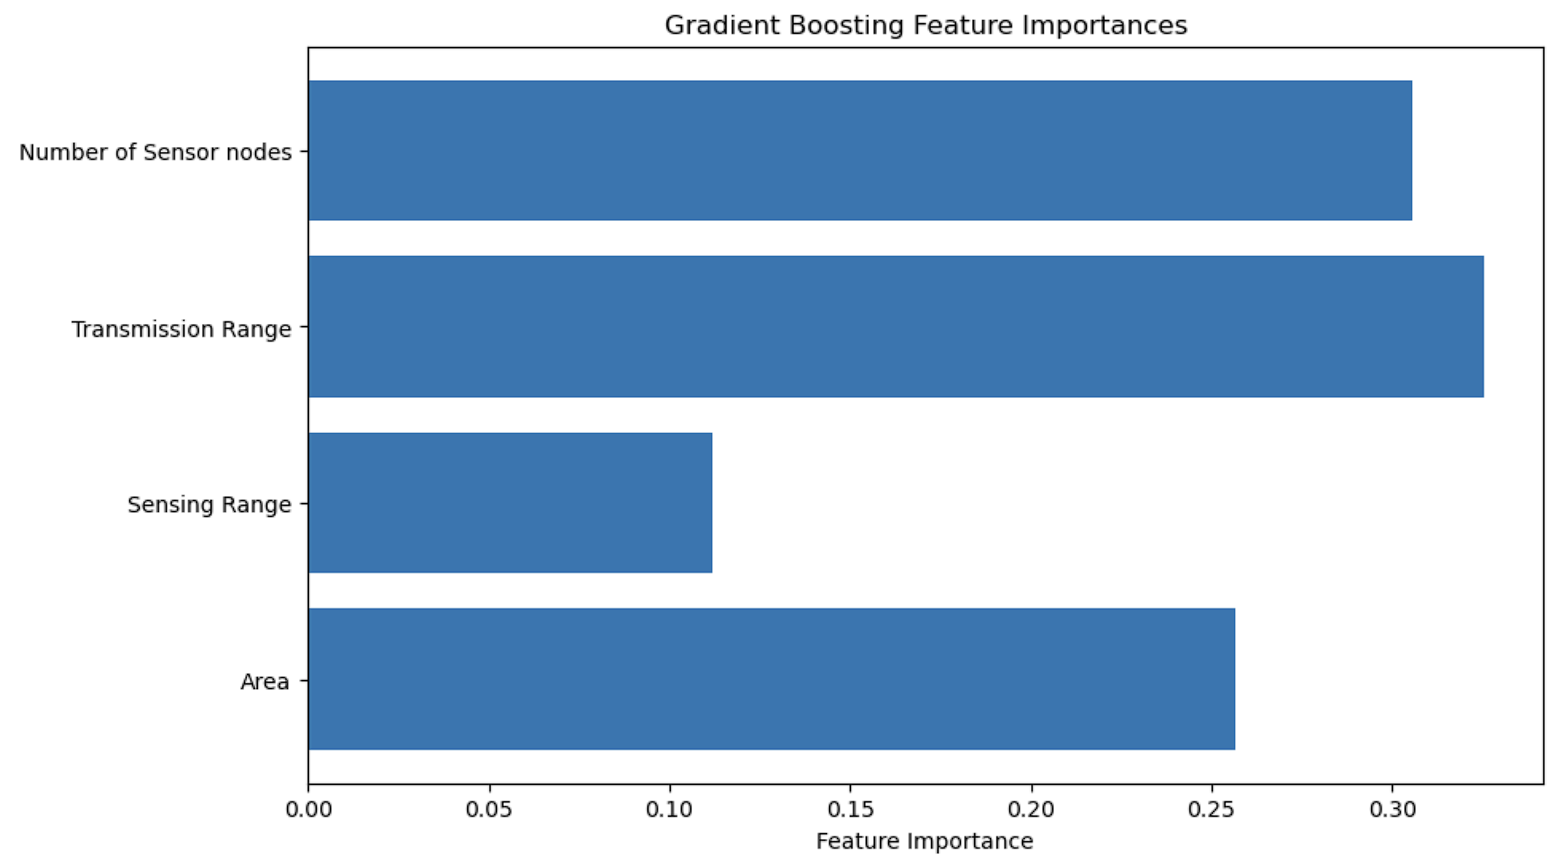 Gradient Boosting Feature Importances
Number of Sensor nodes
Transmission Range
Sensing Range
Area
0.00 0.05 0.10 0.15 0.20 0.25 0.30
Feature Importance